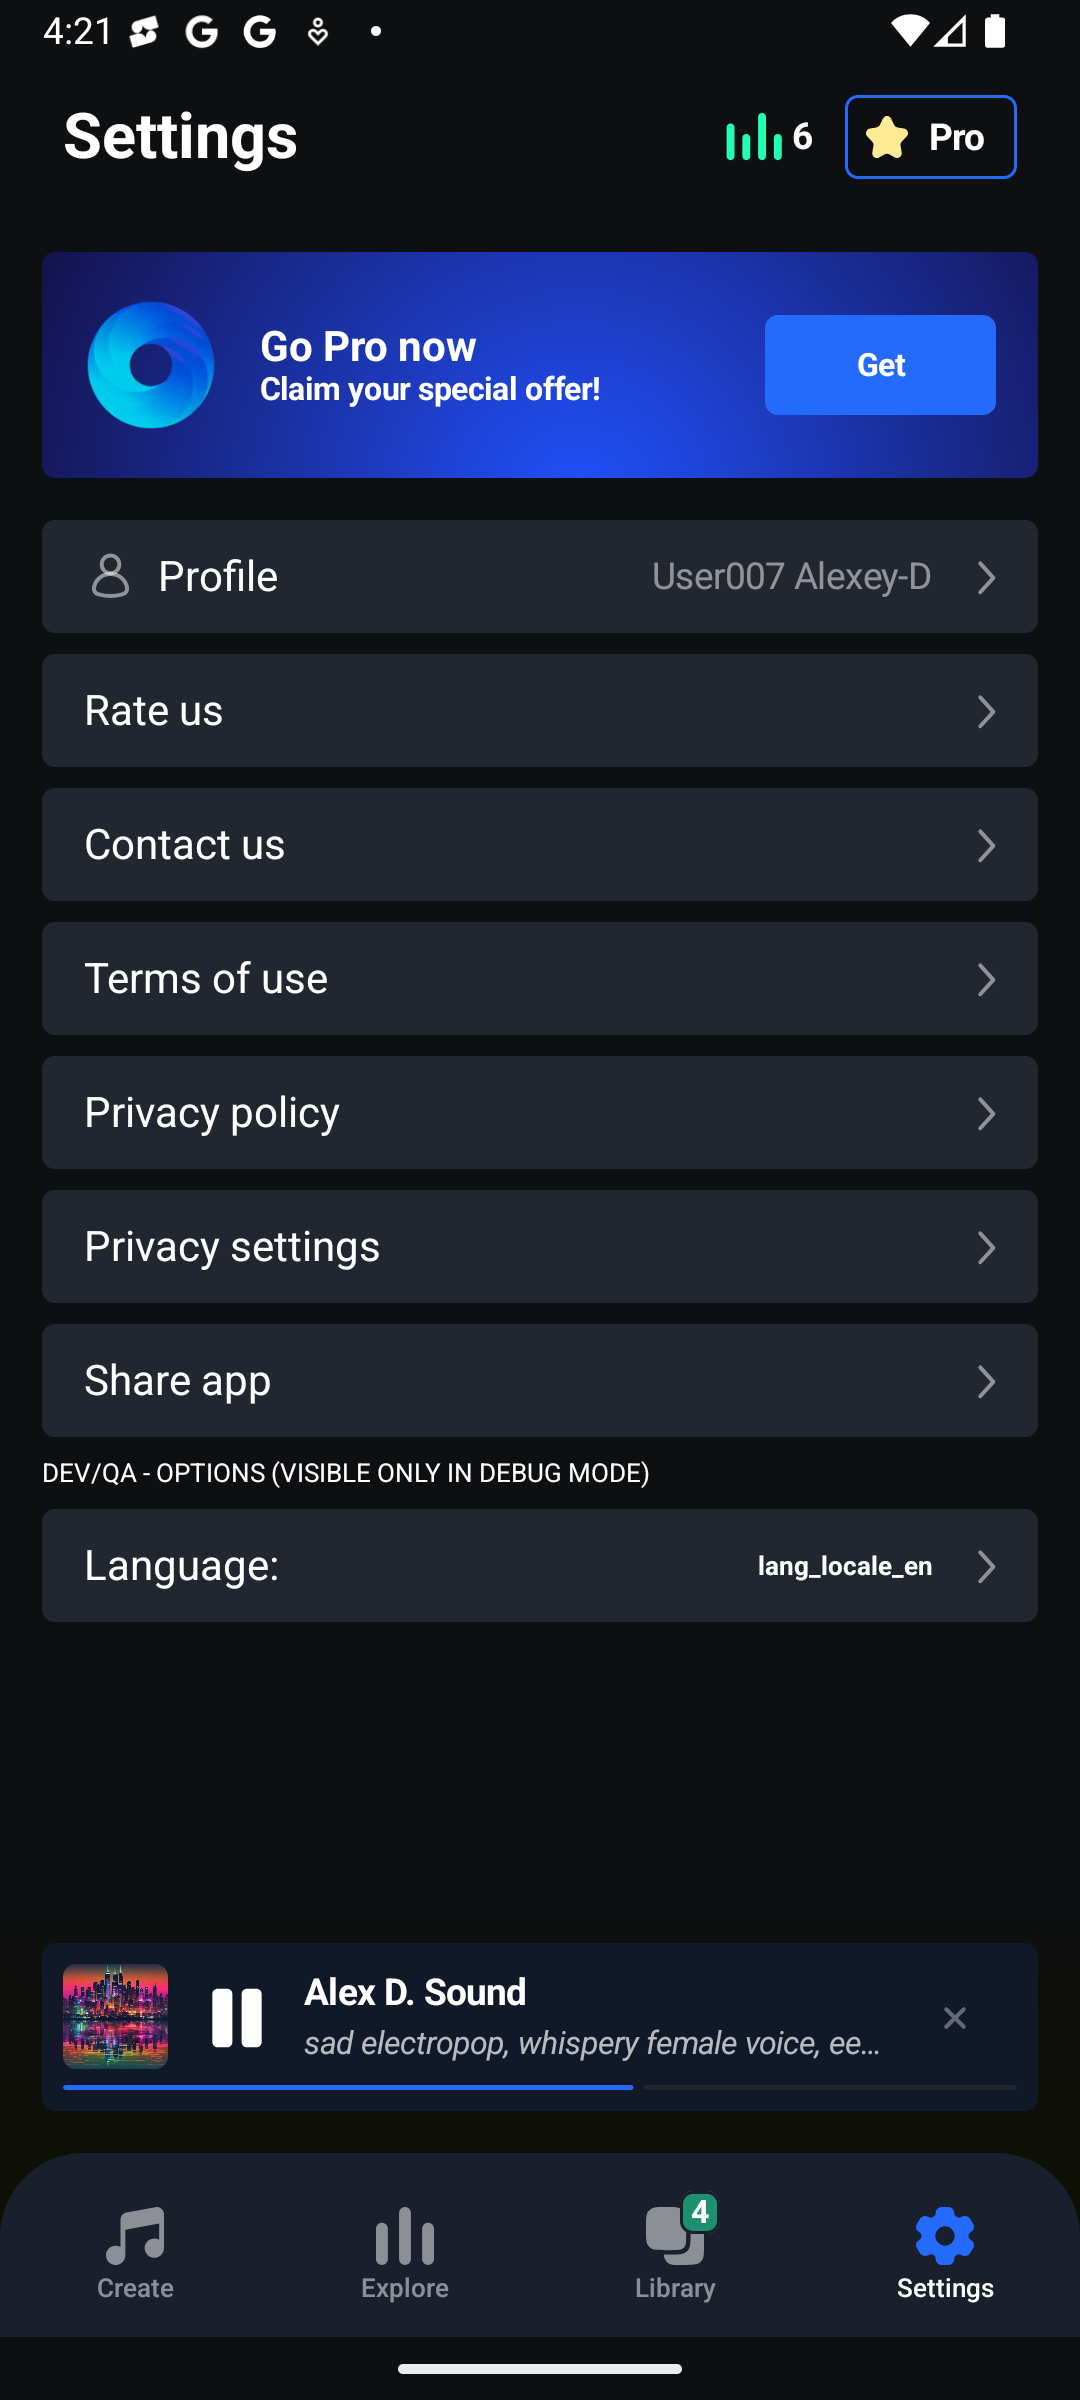 4:21
Settings
6
Pro
Go Pro now
Claim your special offer!
Get
Profile
User007 Alexey-D
Rate us
Contact us
Terms of use
Privacy policy
Privacy settings
Share app
DEV/QA - OPTIONS (VISIBLE ONLY IN DEBUG MODE)
Language:
lang_locale_en
Alex D. Sound
sad electropop, whispery female voice, ee...
4
Create
Explore
Library
Settings